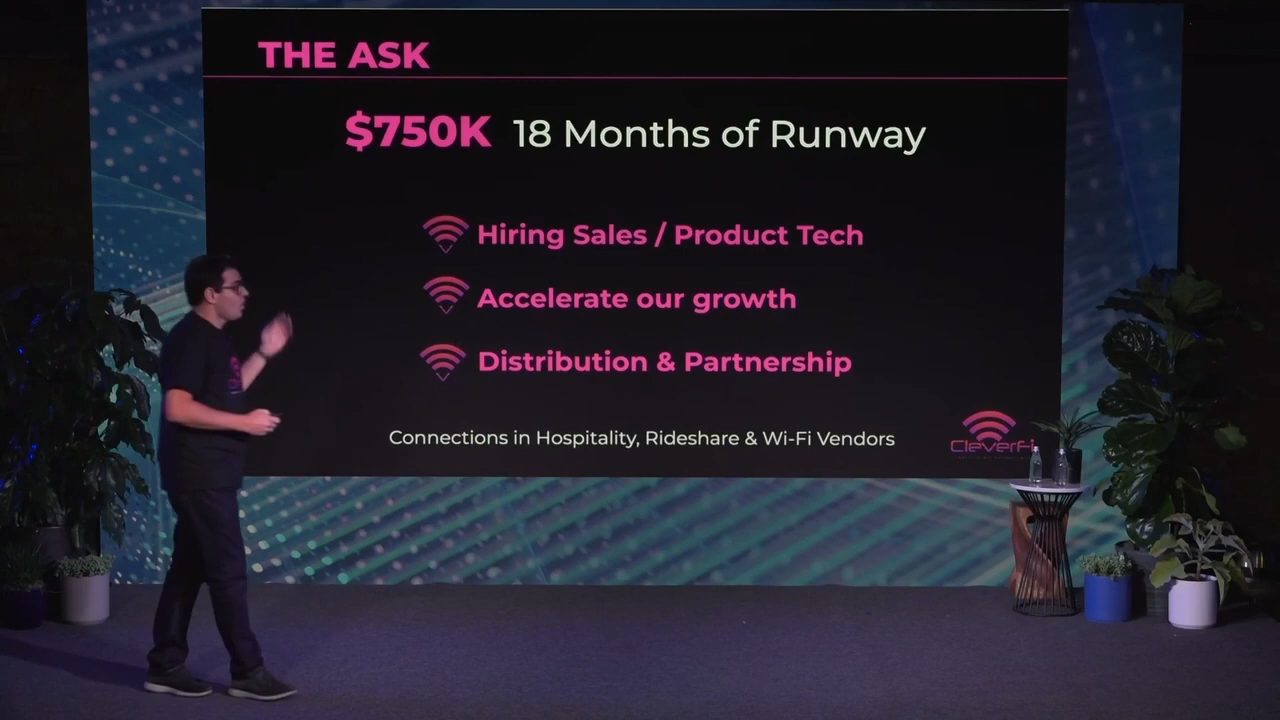 THE ASK
$750K 18 Months of Runway
Hiring Sales / Product Tech
Accelerate our growth
Distribution & Partnership
Connections in Hospitality, Rideshare & Wi-Fi Vendors
CleverFi